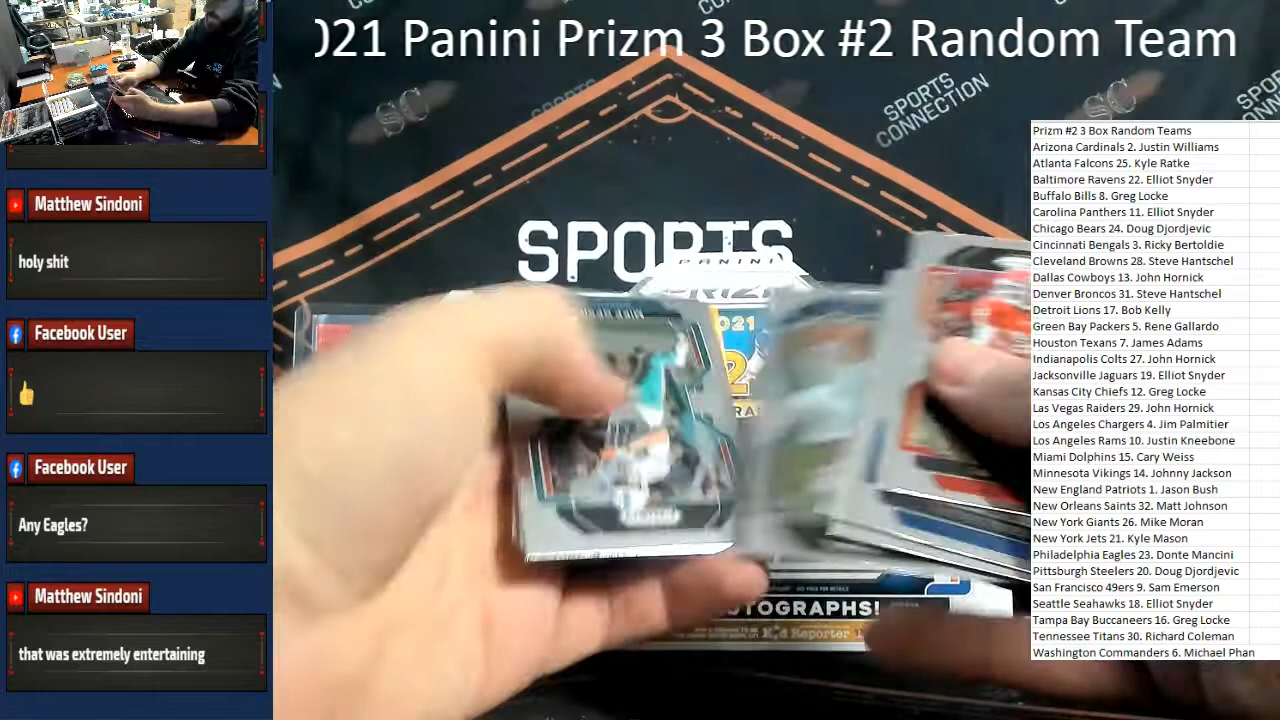 )21 Panini Prizm 3 Box #2 Random Team
SPORTS
CONNECTION
SC
SPORTS
PANINI
PRIZM
2021
AUTOGRAPHS!
Kid Reporter
Matthew Sindoni
holy shit
Facebook User
👍
Facebook User
Any Eagles?
Matthew Sindoni
that was extremely entertaining
Prizm #2 3 Box Random Teams
Arizona Cardinals 2. Justin Williams
Atlanta Falcons 25. Kyle Ratke
Baltimore Ravens 22. Elliot Snyder
Buffalo Bills 8. Greg Locke
Carolina Panthers 11. Elliot Snyder
Chicago Bears 24. Doug Djordjevic
Cincinnati Bengals 3. Ricky Bertoldie
Cleveland Browns 28. Steve Hantschel
Dallas Cowboys 13. John Hornick
Denver Broncos 31. Steve Hantschel
Detroit Lions 17. Bob Kelly
Green Bay Packers 5. Rene Gallardo
Houston Texans 7. James Adams
Indianapolis Colts 27. John Hornick
Jacksonville Jaguars 19. Elliot Snyder
Kansas City Chiefs 12. Greg Locke
Las Vegas Raiders 29. John Hornick
Los Angeles Chargers 4. Jim Palmitier
Los Angeles Rams 10. Justin Kneebone
Miami Dolphins 15. Cary Weiss
Minnesota Vikings 14. Johnny Jackson
New England Patriots 1. Jason Bush
New Orleans Saints 32. Matt Johnson
New York Giants 26. Mike Moran
New York Jets 21. Kyle Mason
Philadelphia Eagles 23. Donte Mancini
Pittsburgh Steelers 20. Doug Djordjevic
San Francisco 49ers 9. Sam Emerson
Seattle Seahawks 18. Elliot Snyder
Tampa Bay Buccaneers 16. Greg Locke
Tennessee Titans 30. Richard Coleman
Washington Commanders 6. Michael Phan